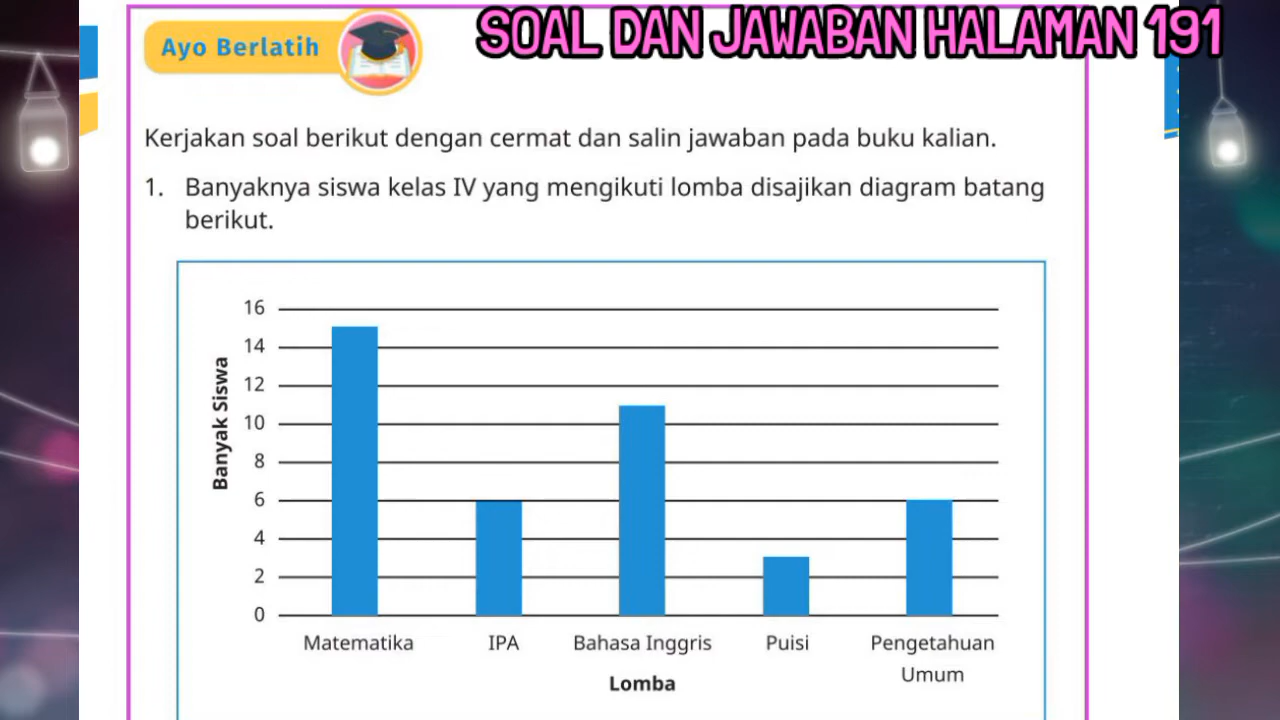 SOAL DAN JAWABAN HALAMAN 191
Ayo Berlatih
Kerjakan soal berikut dengan cermat dan salin jawaban pada buku kalian.
1. Banyaknya siswa kelas IV yang mengikuti lomba disajikan diagram batang
berikut.
Banyak Siswa
16
14
12
10
8
6
4
2
0
Matematika IPA Bahasa Inggris Puisi Pengetahuan
Umum
Lomba